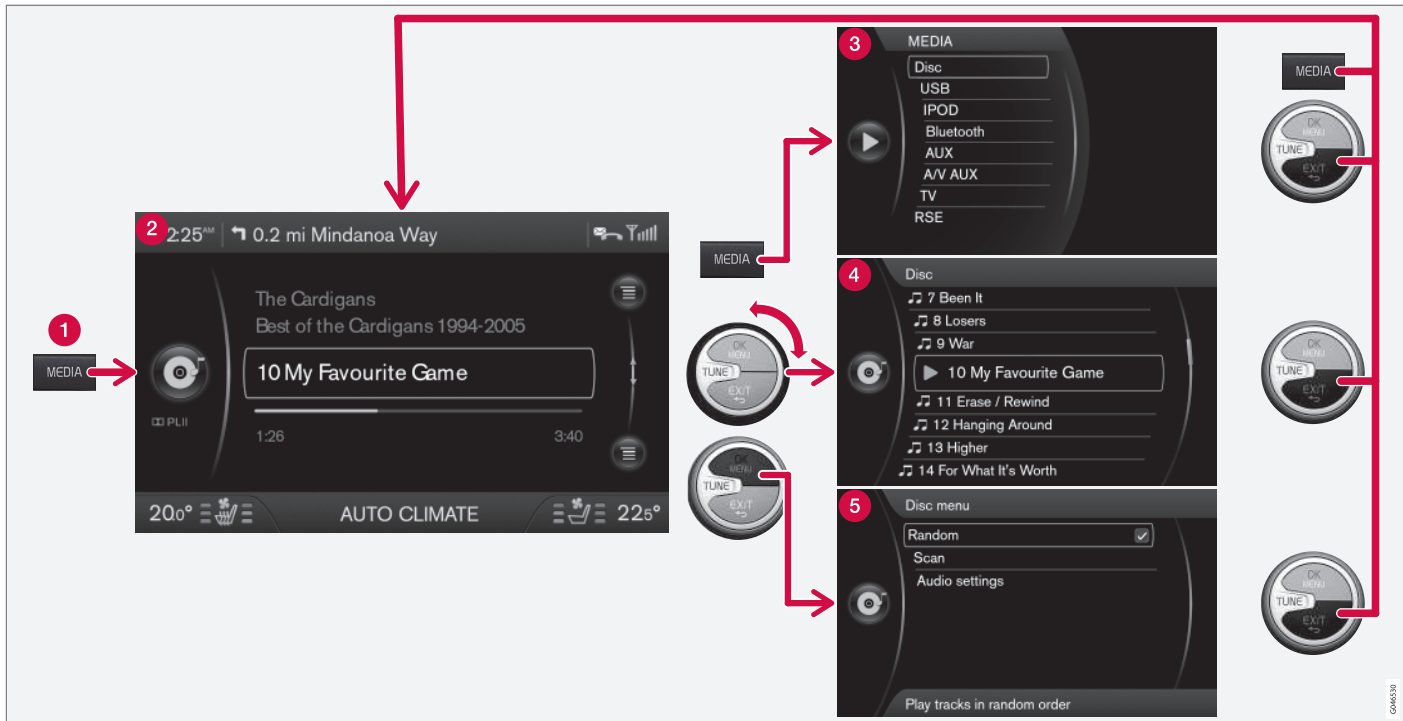 1
MEDIA
2
2:25AM
0.2 mi Mindanoa Way
The Cardigans
Best of the Cardigans 1994-2005
10 My Favourite Game
1:26
3:40
PLII
20.0°
AUTO CLIMATE
22.5°
MEDIA
OK
MENU
TUNE
EXIT
OK
MENU
TUNE
EXIT
3
MEDIA
Disc
USB
IPOD
Bluetooth
AUX
A/V AUX
TV
RSE
4
Disc
7 Been It
8 Losers
9 War
10 My Favourite Game
11 Erase / Rewind
12 Hanging Around
13 Higher
14 For What It's Worth
5
Disc menu
Random
Scan
Audio settings
Play tracks in random order
MEDIA
OK
MENU
TUNE
EXIT
OK
MENU
TUNE
EXIT
OK
MENU
TUNE
EXIT
G046530